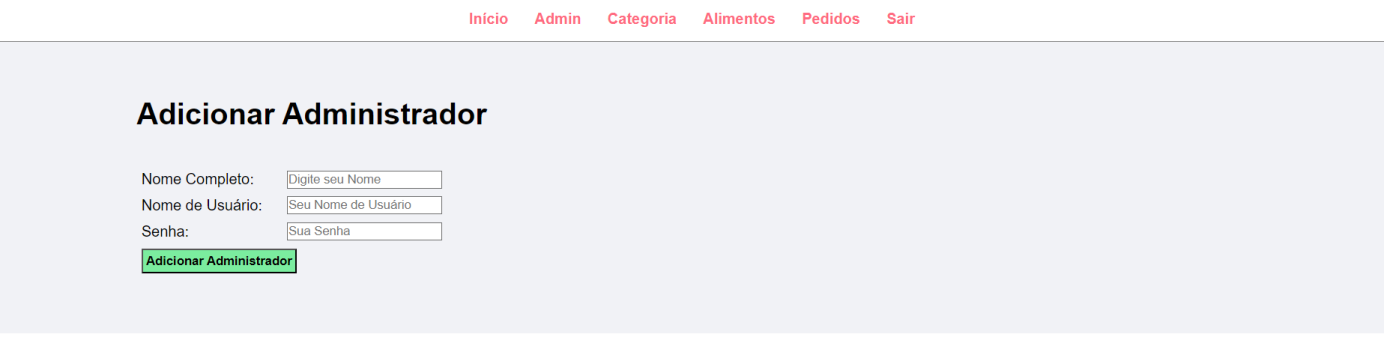 Início Admin Categoria Alimentos Pedidos Sair
Adicionar Administrador
Nome Completo: Digite seu Nome
Nome de Usuário: Seu Nome de Usuário
Senha: Sua Senha
Adicionar Administrador